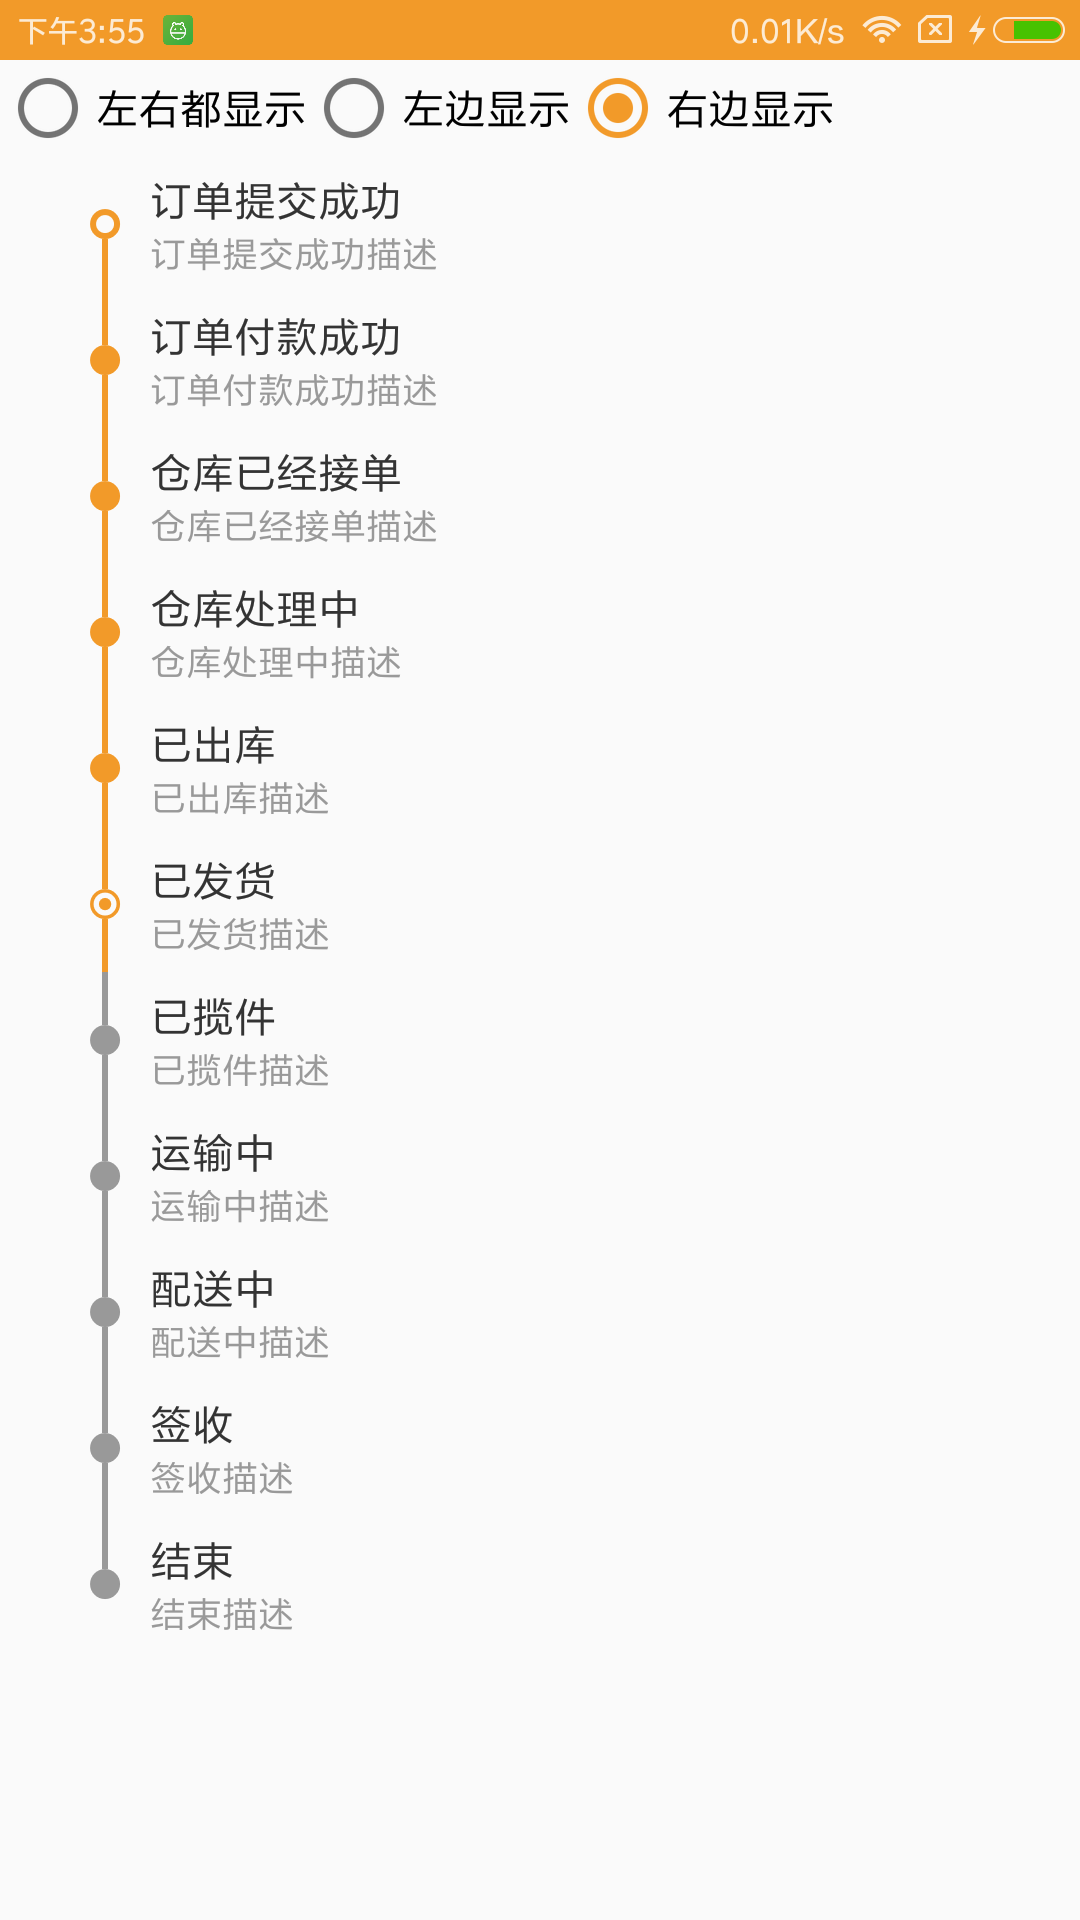 下午3:55 0.01K/s
左右都显示 左边显示 右边显示
订单提交成功
订单提交成功描述
订单付款成功
订单付款成功描述
仓库已经接单
仓库已经接单描述
仓库处理中
仓库处理中描述
已出库
已出库描述
已发货
已发货描述
已揽件
已揽件描述
运输中
运输中描述
配送中
配送中描述
签收
签收描述
结束
结束描述